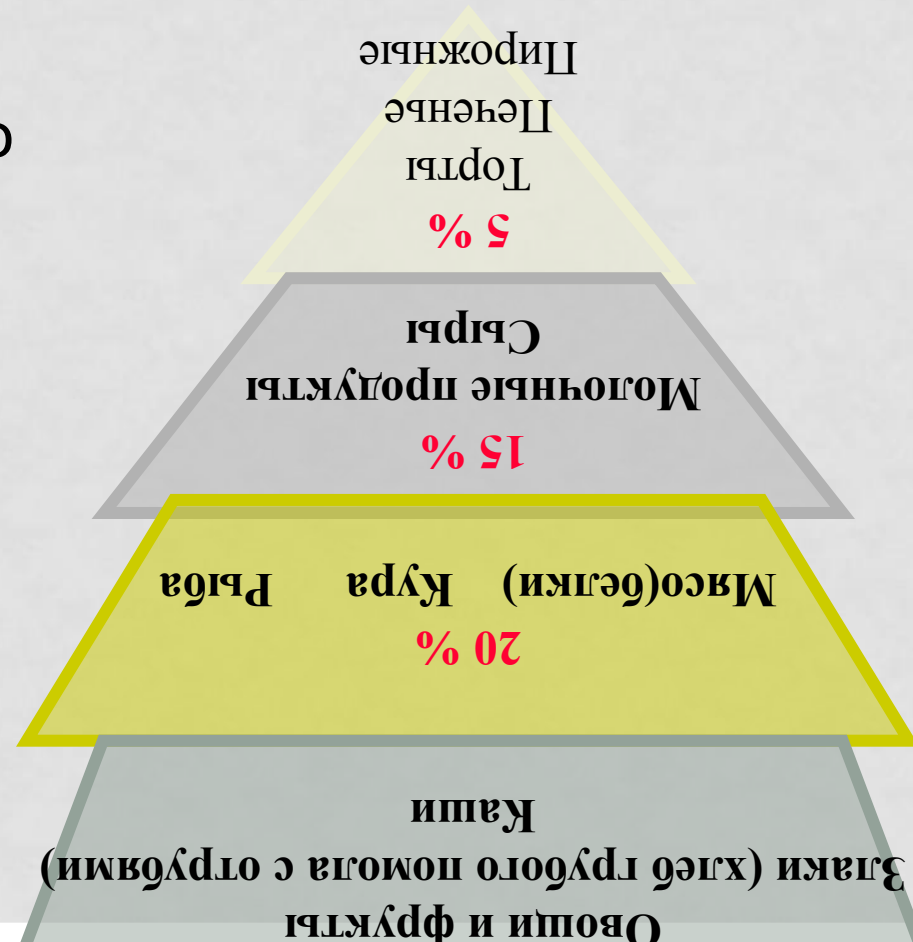 Овощи и фрукты
Злаки (хлеб грубого помола с отрубями)
Каши
20 %
Мясо(белки) Кура Рыба
15 %
Молочные продукты
Сыры
5 %
Торты
Печенье
Пирожные